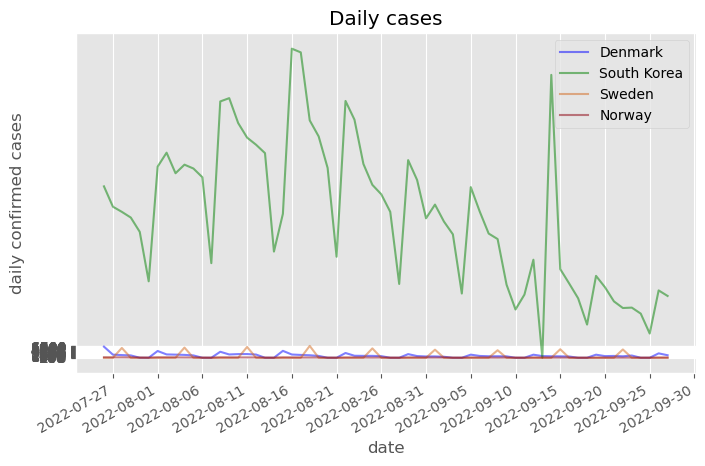 Daily cases
Denmark
South Korea
Sweden
Norway
daily confirmed cases
2022-07-27
2022-08-01
2022-08-06
2022-08-11
2022-08-16
2022-08-21
2022-08-26
2022-08-31
2022-09-05
2022-09-10
2022-09-15
2022-09-20
2022-09-25
2022-09-30
date